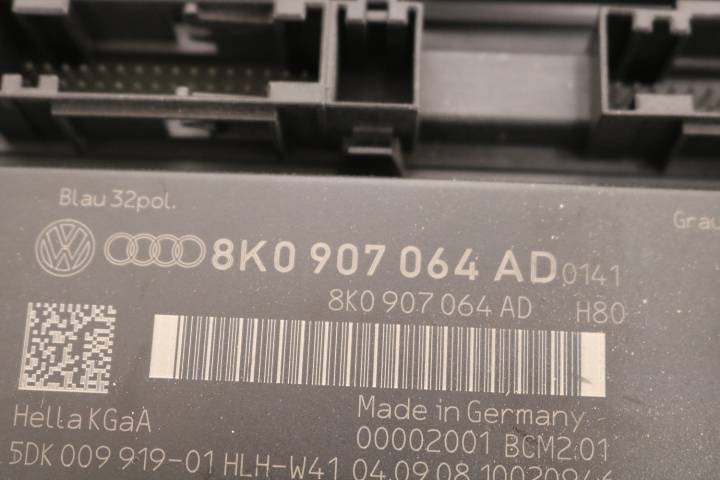 Blau 32pol.
8K0 907 064 AD 0141
8K0 907 064 AD H80
Hella KGaA
Made in Germany
00002001 BCM2:01
5DK 009 919-01 HLH-W41 04.09.08